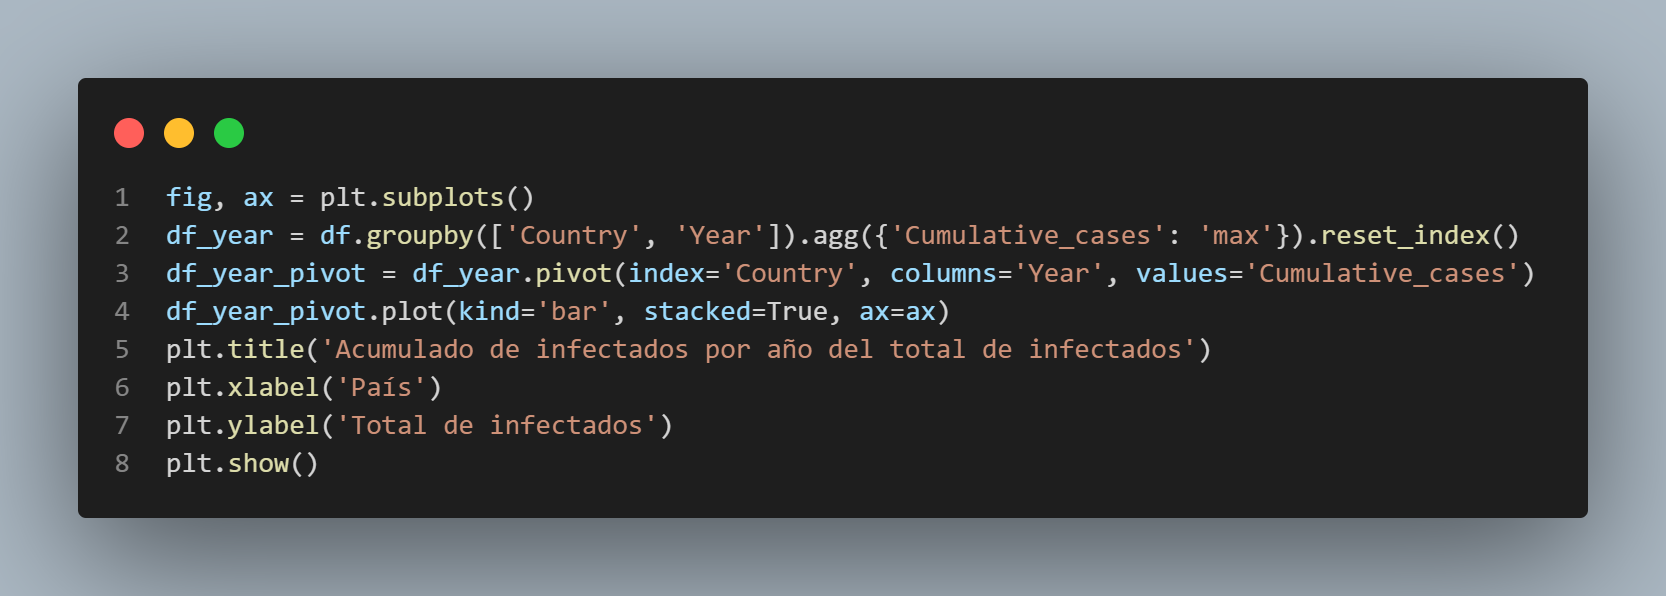 1 fig, ax = plt.subplots()
2 df_year = df.groupby(['Country', 'Year']).agg({'Cumulative_cases': 'max'}).reset_index()
3 df_year_pivot = df_year.pivot(index='Country', columns='Year', values='Cumulative_cases')
4 df_year_pivot.plot(kind='bar', stacked=True, ax=ax)
5 plt.title('Acumulado de infectados por año del total de infectados')
6 plt.xlabel('País')
7 plt.ylabel('Total de infectados')
8 plt.show()